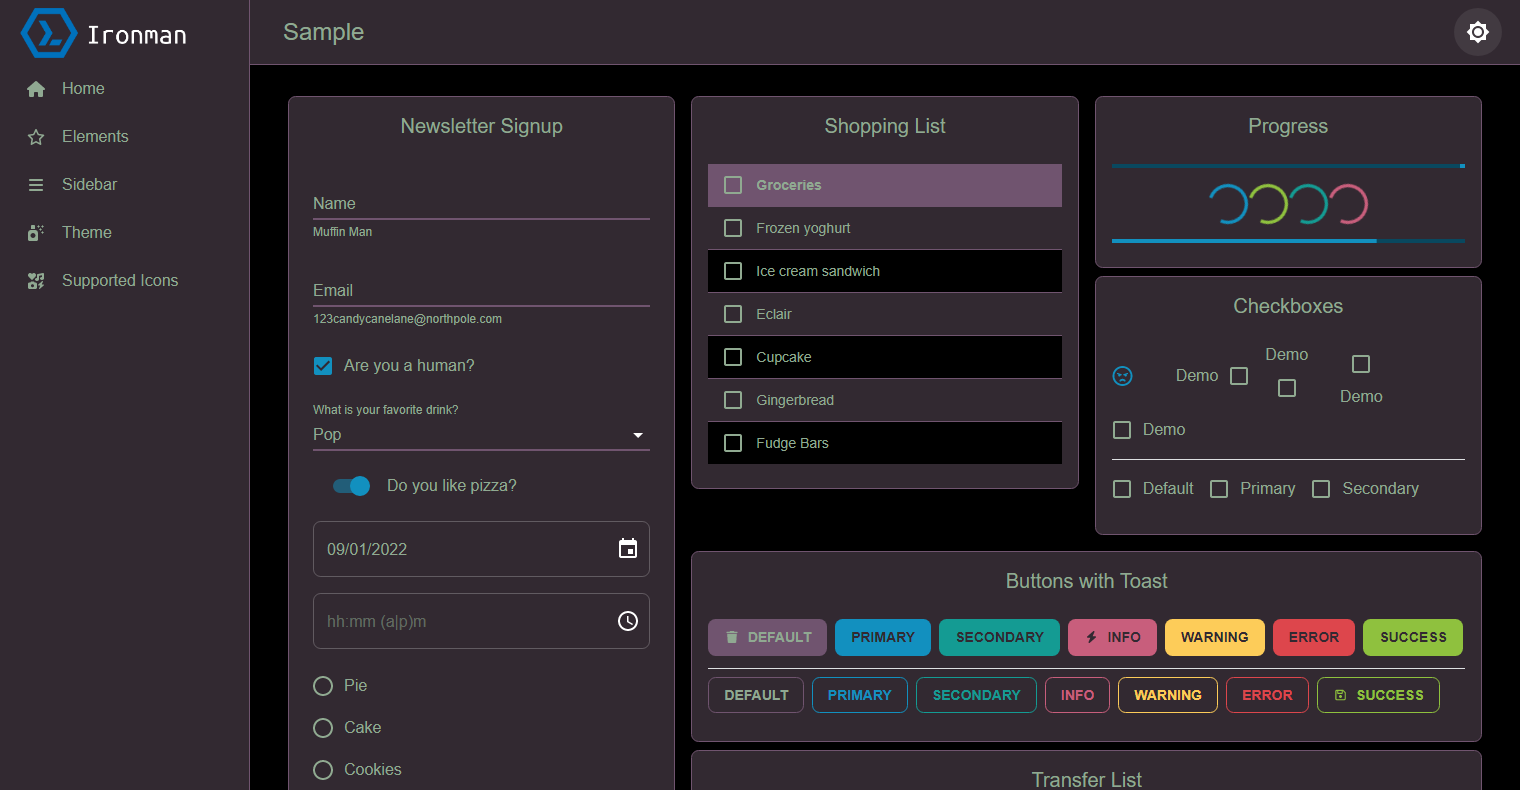 Ironman
Home
Elements
Sidebar
Theme
Supported Icons
Sample
Newsletter Signup
Name
Muffin Man
Email
123candycanelane@northpole.com
Are you a human?
What is your favorite drink?
Pop
Do you like pizza?
09/01/2022
hh:mm (a|p)m
Pie
Cake
Cookies
Shopping List
Groceries
Frozen yoghurt
Ice cream sandwich
Eclair
Cupcake
Gingerbread
Fudge Bars
Progress
Checkboxes
Demo
Demo
Demo
Demo
Default Primary Secondary
Buttons with Toast
DEFAULT PRIMARY SECONDARY INFO WARNING ERROR SUCCESS
DEFAULT PRIMARY SECONDARY INFO WARNING ERROR SUCCESS
Transfer List